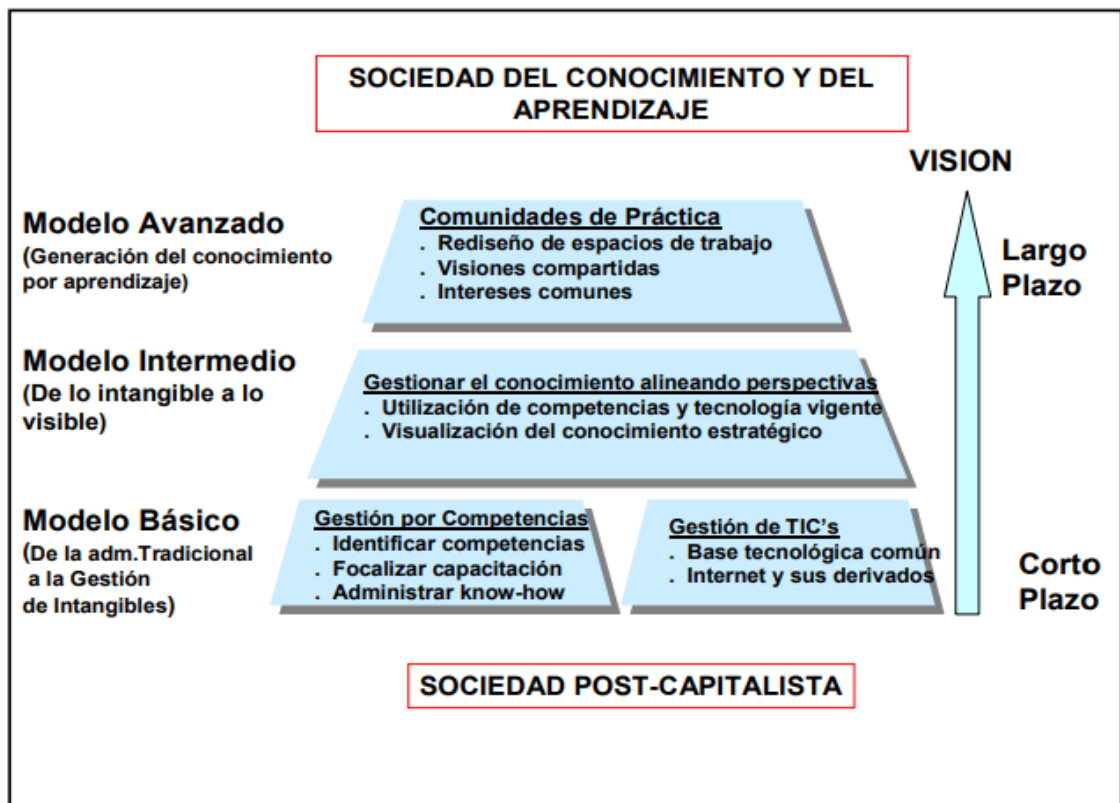 SOCIEDAD DEL CONOCIMIENTO Y DEL
APRENDIZAJE
VISION
Modelo Avanzado
(Generación del conocimiento
por aprendizaje)
Comunidades de Práctica
. Rediseño de espacios de trabajo
. Visiones compartidas
. Intereses comunes
Largo
Plazo
Modelo Intermedio
(De lo intangible a lo
visible)
Gestionar el conocimiento alineando perspectivas
. Utilización de competencias y tecnología vigente
. Visualización del conocimiento estratégico
Modelo Básico
(De la adm.Tradicional
a la Gestión
de Intangibles)
Gestión por Competencias
. Identificar competencias
. Focalizar capacitación
. Administrar know-how
Gestión de TIC's
. Base tecnológica común
. Internet y sus derivados
Corto
Plazo
SOCIEDAD POST-CAPITALISTA